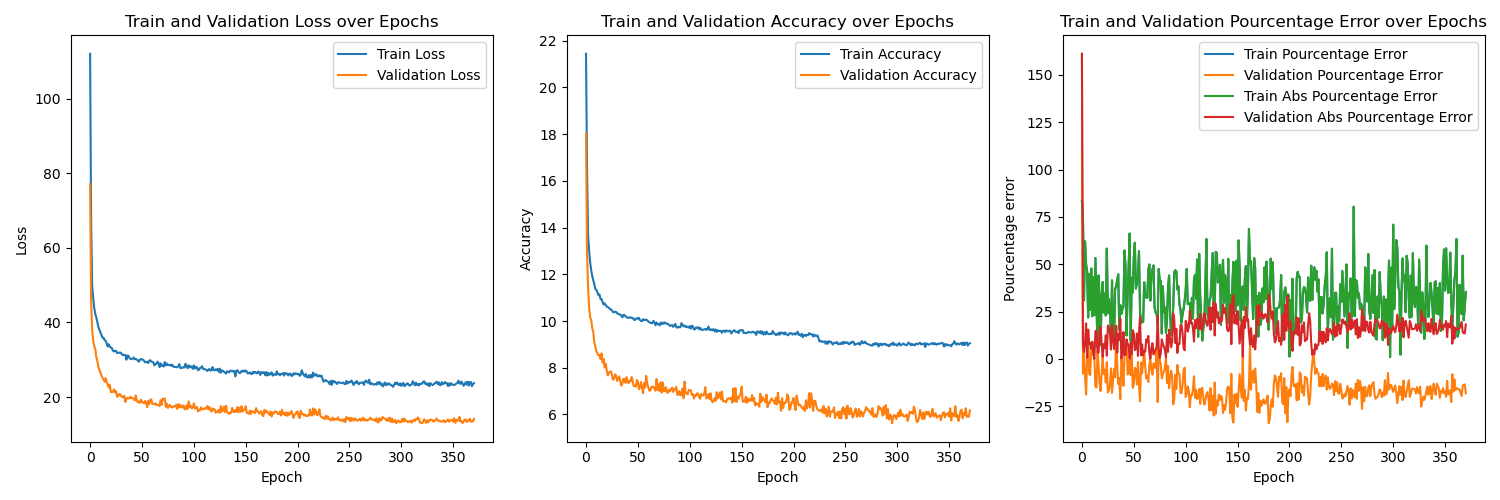 Train and Validation Loss over Epochs
Train Loss
Validation Loss
100
80
60
40
20
0
50
100
150
200
250
300
350
Loss
Epoch
Train and Validation Accuracy over Epochs
Train Accuracy
Validation Accuracy
22
20
18
16
14
12
10
8
6
0
50
100
150
200
250
300
350
Accuracy
Epoch
Train and Validation Pourcentage Error over Epochs
Train Pourcentage Error
Validation Pourcentage Error
Train Abs Pourcentage Error
Validation Abs Pourcentage Error
150
125
100
75
50
25
0
−25
0
50
100
150
200
250
300
350
Pourcentage error
Epoch